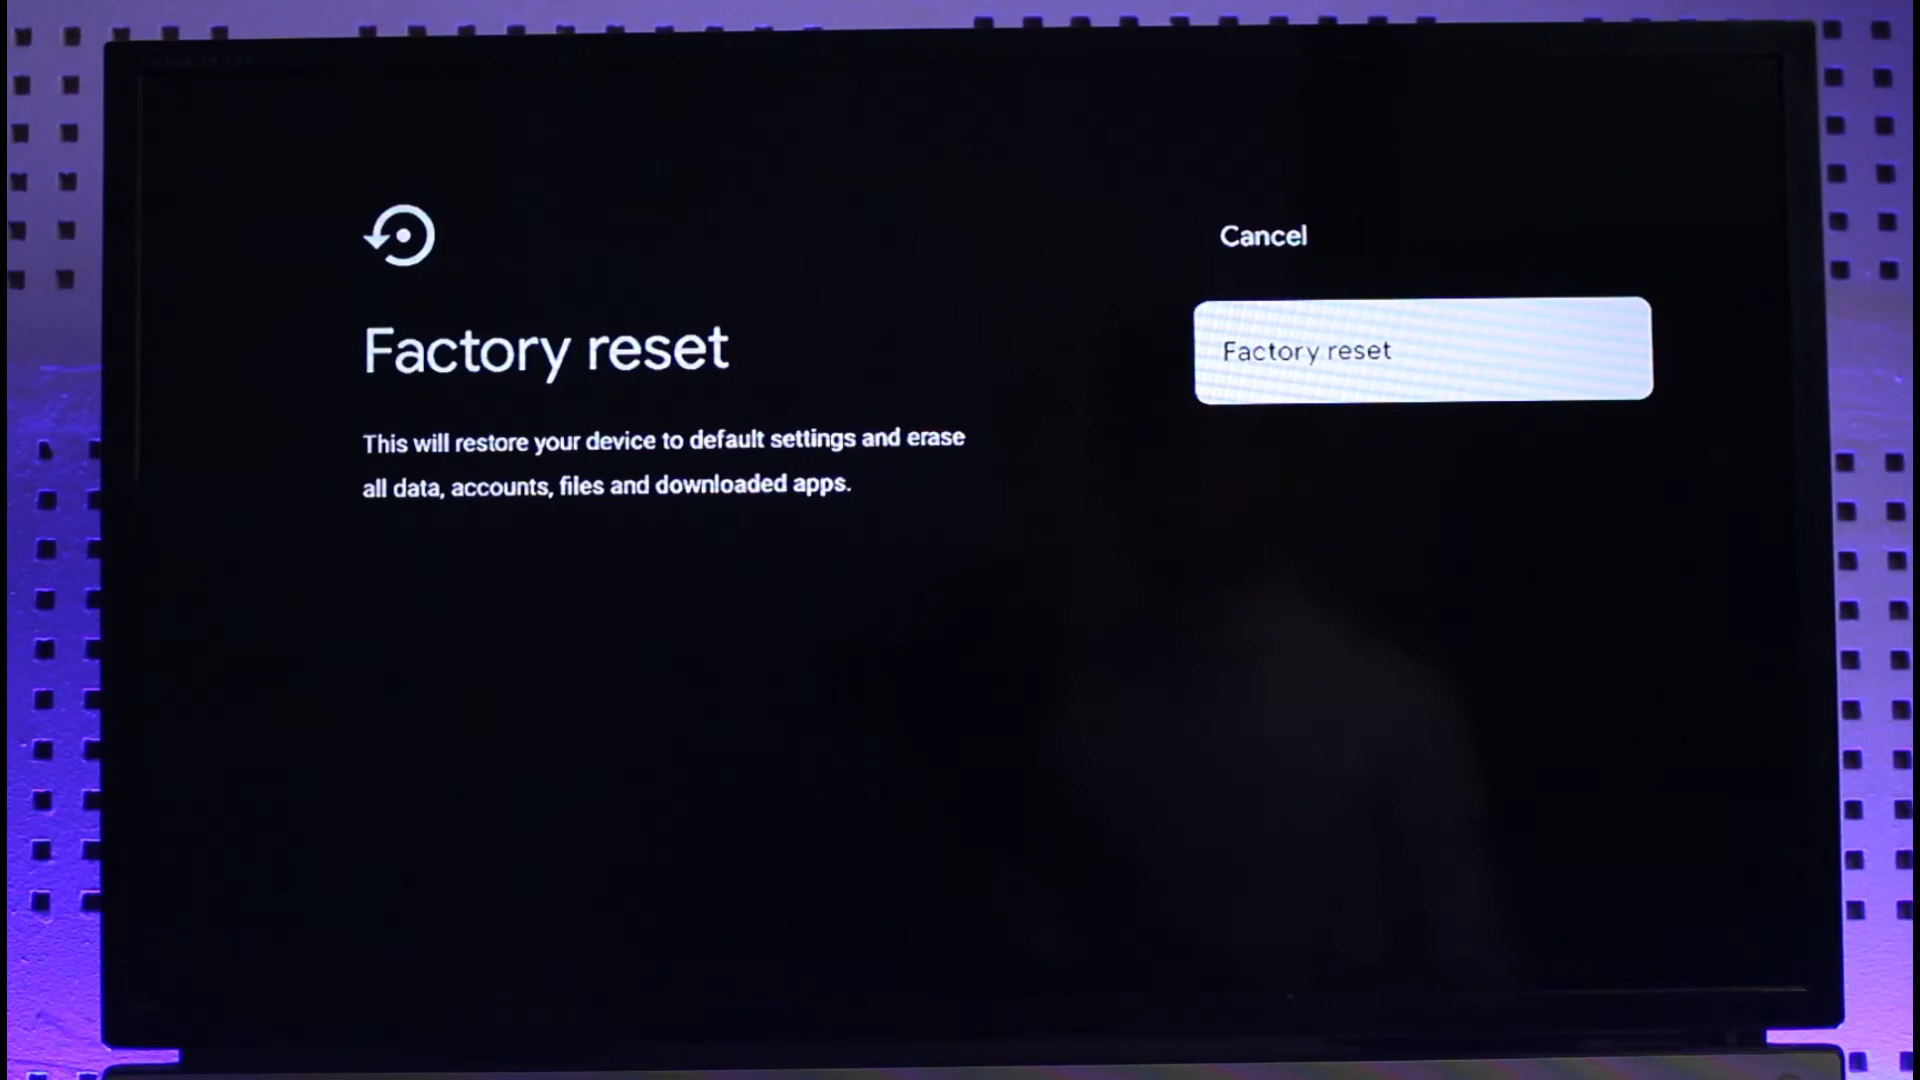 Factory reset
This will restore your device to default settings and erase
all data, accounts, files and downloaded apps.
Cancel
Factory reset